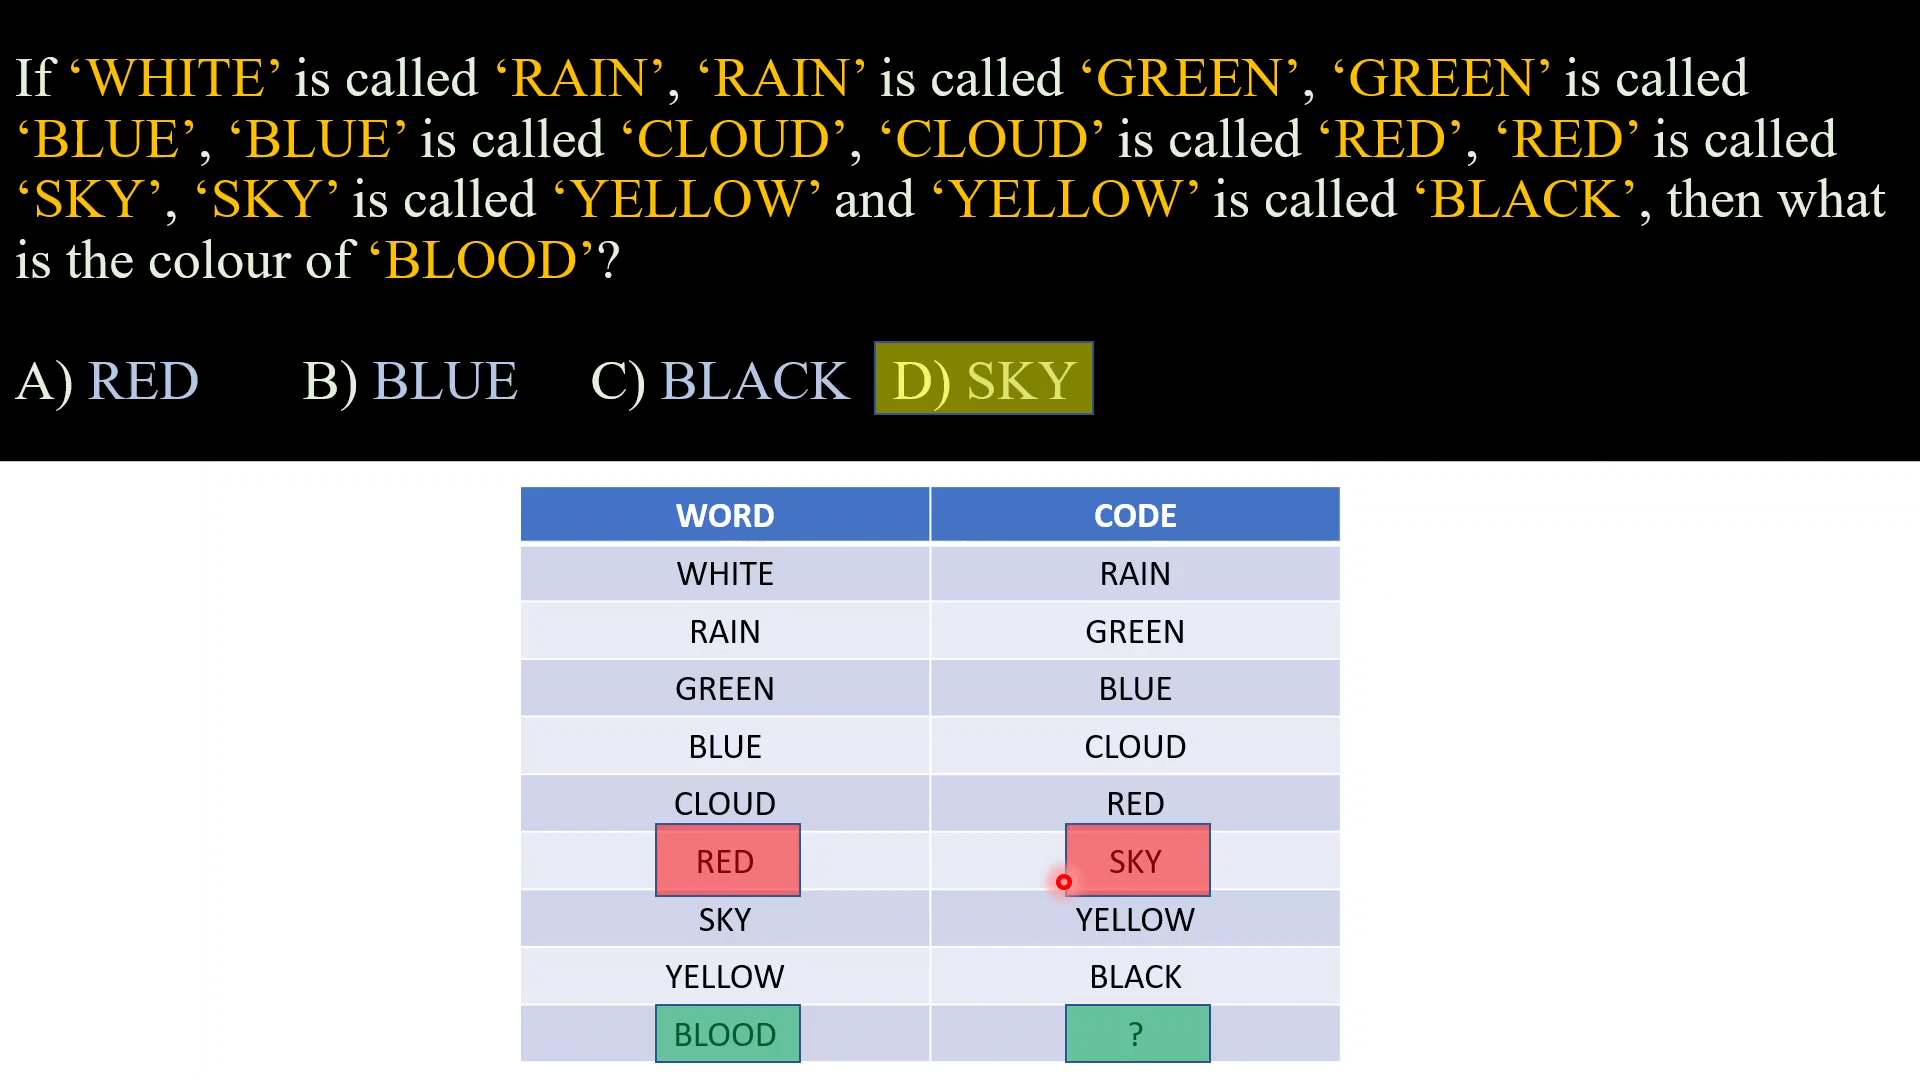 If ‘WHITE’ is called ‘RAIN’, ‘RAIN’ is called ‘GREEN’, ‘GREEN’ is called
‘BLUE’, ‘BLUE’ is called ‘CLOUD’, ‘CLOUD’ is called ‘RED’, ‘RED’ is called
‘SKY’, ‘SKY’ is called ‘YELLOW’ and ‘YELLOW’ is called ‘BLACK’, then what
is the colour of ‘BLOOD’?
A) RED B) BLUE C) BLACK D) SKY
WORD CODE
WHITE RAIN
RAIN GREEN
GREEN BLUE
BLUE CLOUD
CLOUD RED
RED SKY
SKY YELLOW
YELLOW BLACK
BLOOD ?